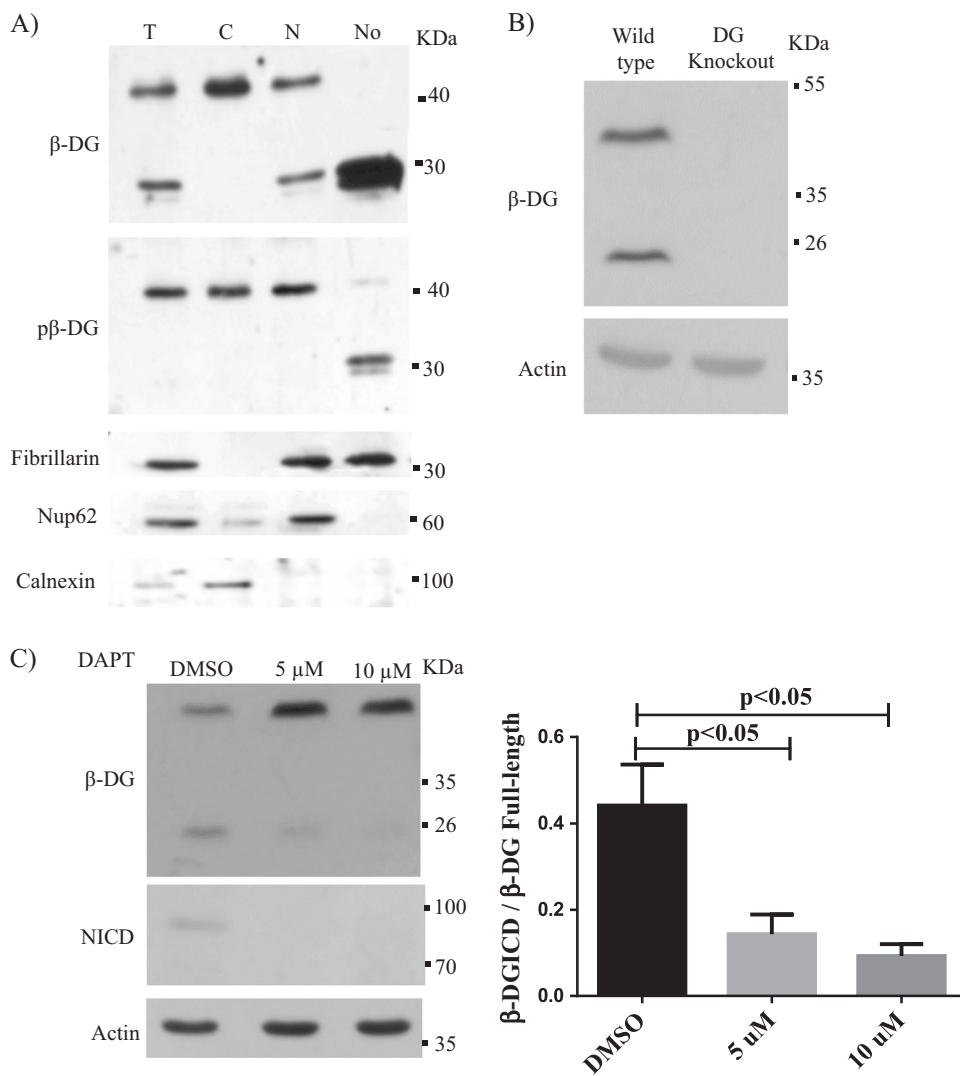 A)
T C N No KDa
β-DG
40
30
pβ-DG
40
30
Fibrillarin
30
Nup62
60
Calnexin
100
B)
Wild type
DG Knockout
KDa
55
β-DG
35
26
Actin
35
C)
DAPT DMSO 5 µM 10 µM KDa
β-DG
35
26
NICD
100
70
Actin
35
p<0.05
p<0.05
β-DGICD / β-DG Full-length
0.6
0.4
0.2
0.0
DMSO
5 uM
10 uM